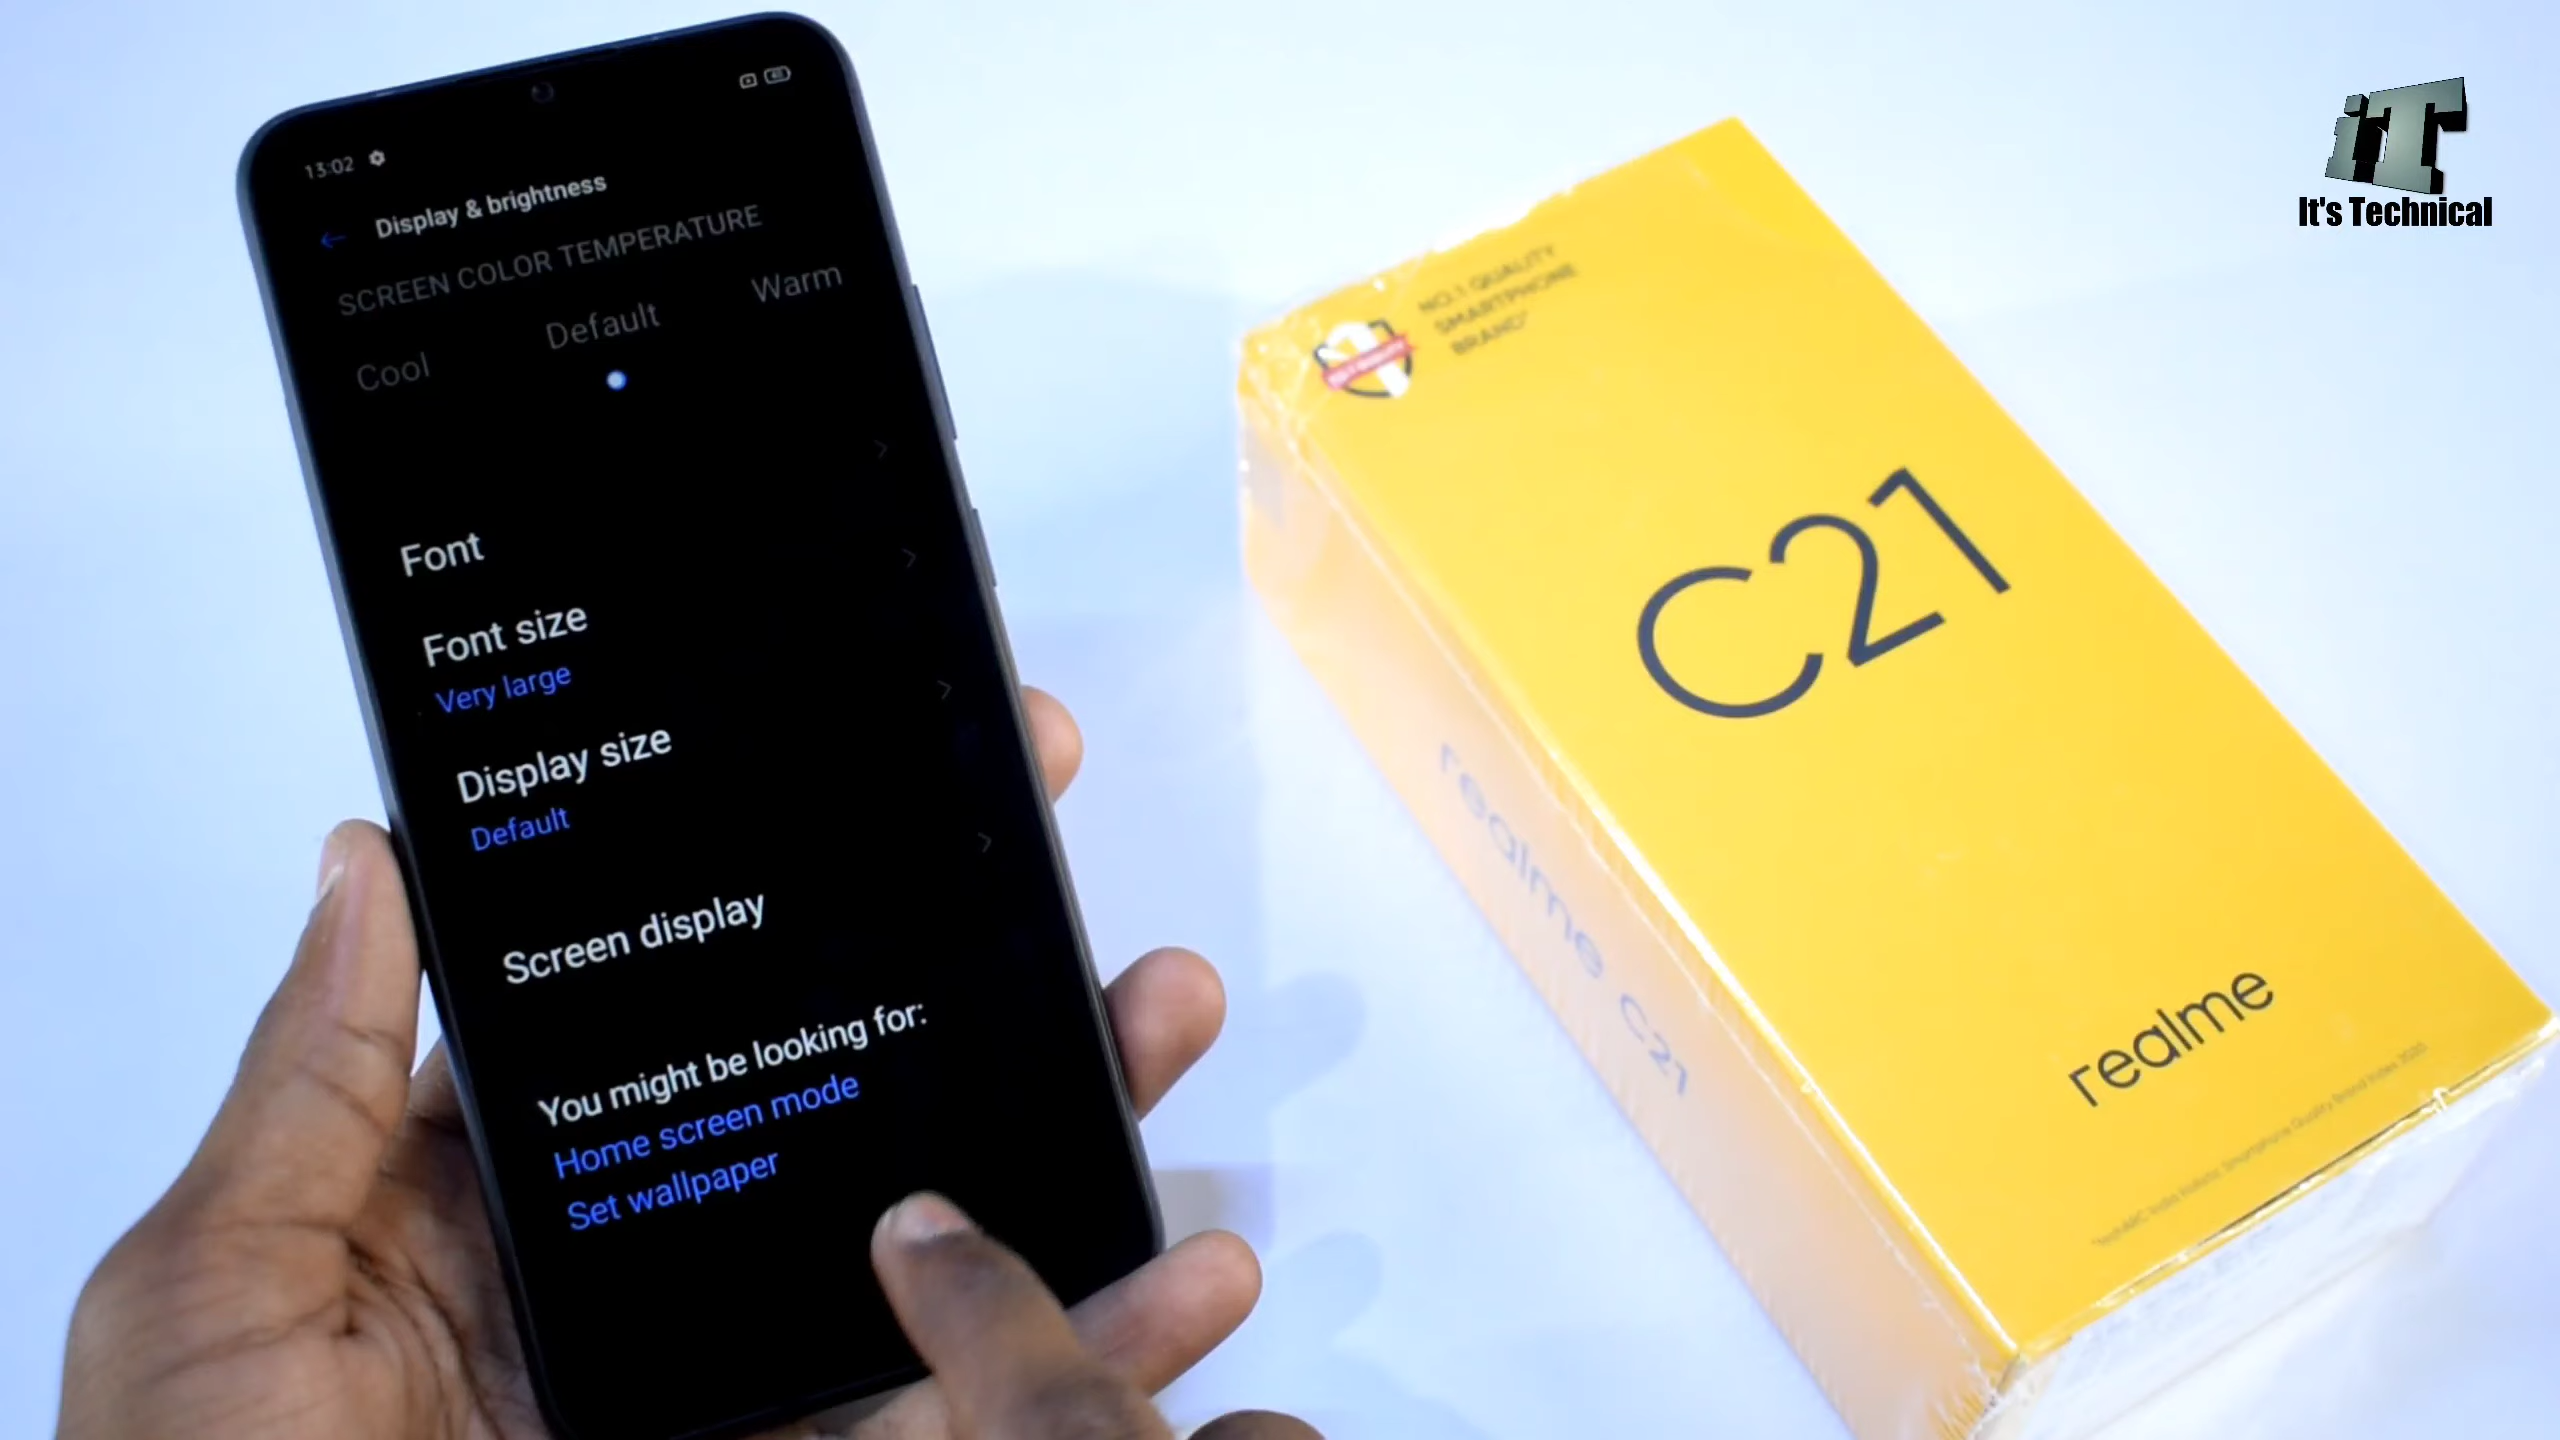 13:02
Display & brightness
SCREEN COLOR TEMPERATURE
Cool Default Warm
Font
Font size
Very large
Display size
Default
Screen display
You might be looking for:
Home screen mode
Set wallpaper
NO.1 QUALITY
SMARTPHONE
BRAND*
C21
realme
realme C21
iT
It's Technical